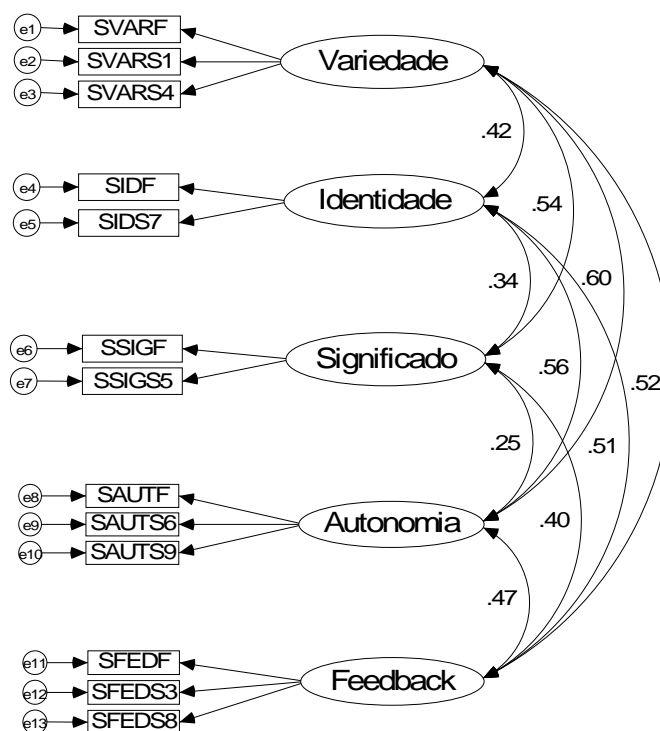 e1 SVARF
e2 SVARS1 Variedade
e3 SVARS4
.42
e4 SIDF
e5 SIDS7 Identidade
.54
.34 .60
e6 SSIGF
e7 SSIGS5 Significado
.56 .52
.25 .51
e8 SAUTF
e9 SAUTS6 Autonomia
e10 SAUTS9
.40
.47
e11 SFEDF
e12 SFEDS3 Feedback
e13 SFEDS8